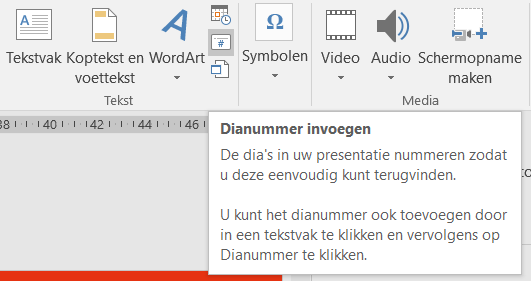 Tekstvak Koptekst en WordArt Symbolen Video Audio Schermopname
voettekst maken
Tekst Media
38 40 42 44 46
Dianummer invoegen
De dia's in uw presentatie nummeren zodat
u deze eenvoudig kunt terugvinden.
U kunt het dianummer ook toevoegen door
in een tekstvak te klikken en vervolgens op
Dianummer te klikken.